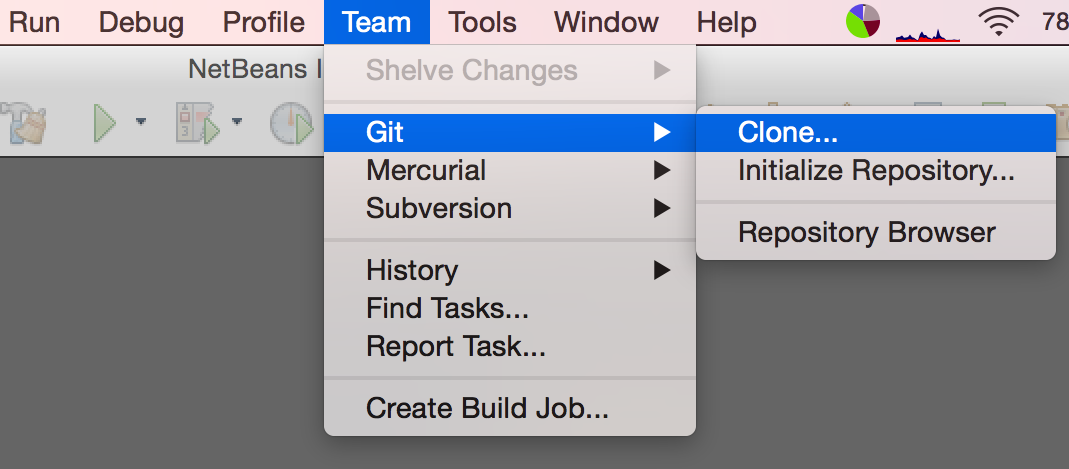 Run Debug Profile Team Tools Window Help 78
NetBeans I
Shelve Changes
Git
Mercurial
Subversion
History
Find Tasks...
Report Task...
Create Build Job...
Clone...
Initialize Repository...
Repository Browser